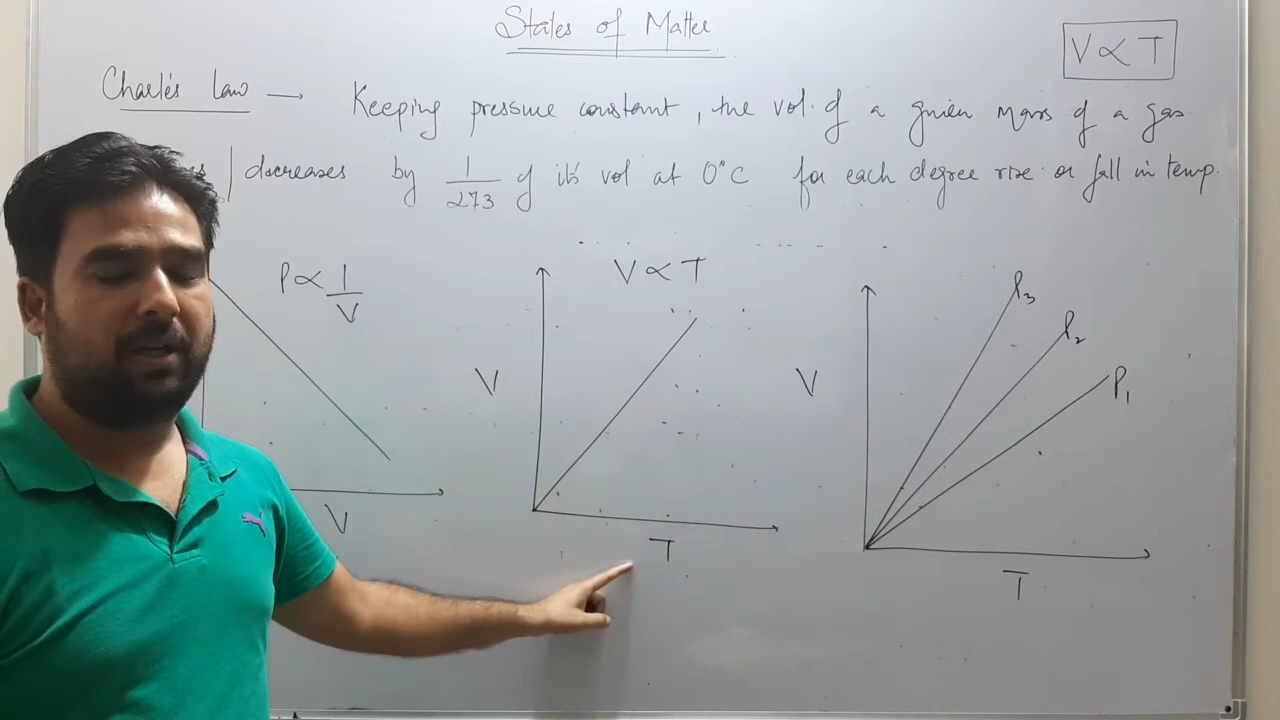 States of Matter
V ∝ T
Charles Law → Keeping pressure constant, the vol. of a given mass of a gas
decreases by 1/273 of it's vol at 0°C for each degree rise or fall in temp.
P ∝ 1/V
V
V ∝ T
V
T
P3
P2
P1
V
T